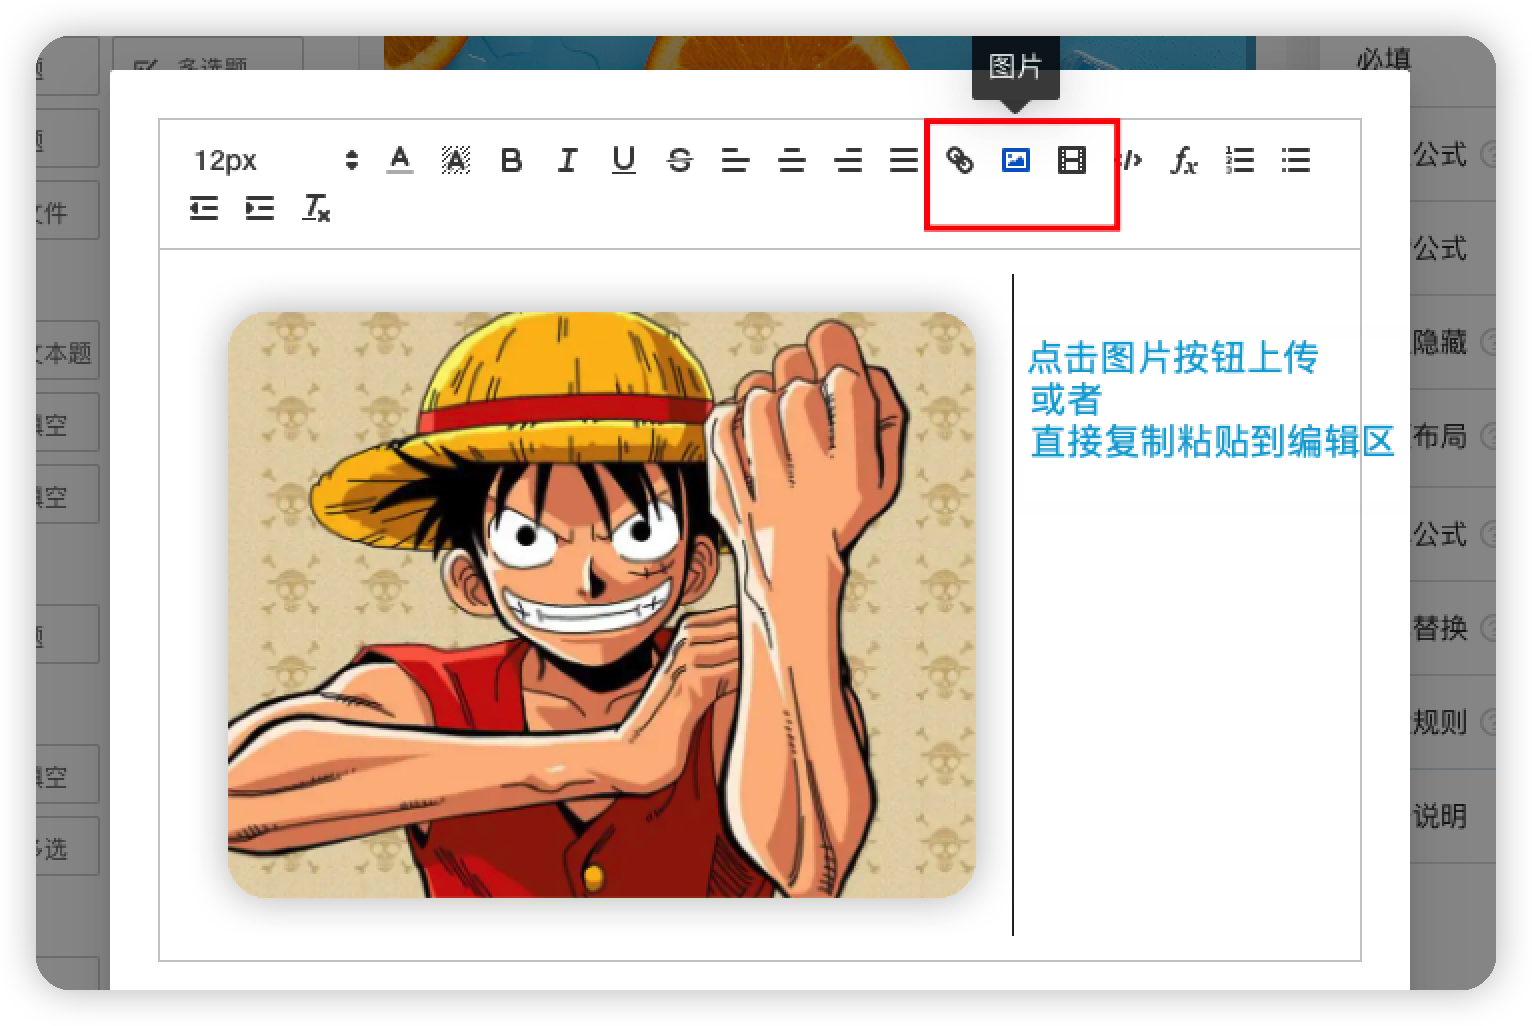 多选题
图片
必填
题
12px
公式
文件
公式
点击图片按钮上传
或者
直接复制粘贴到编辑区
隐藏
文本题
填空
布局
填空
公式
替换
题
规则
填空
说明
多选